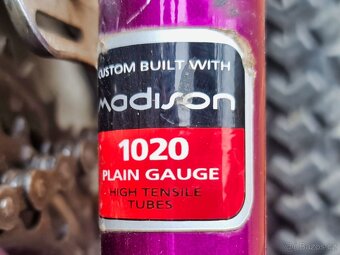 CUSTOM BUILT WITH
madison
1020
PLAIN GAUGE
HIGH TENSILE
TUBES